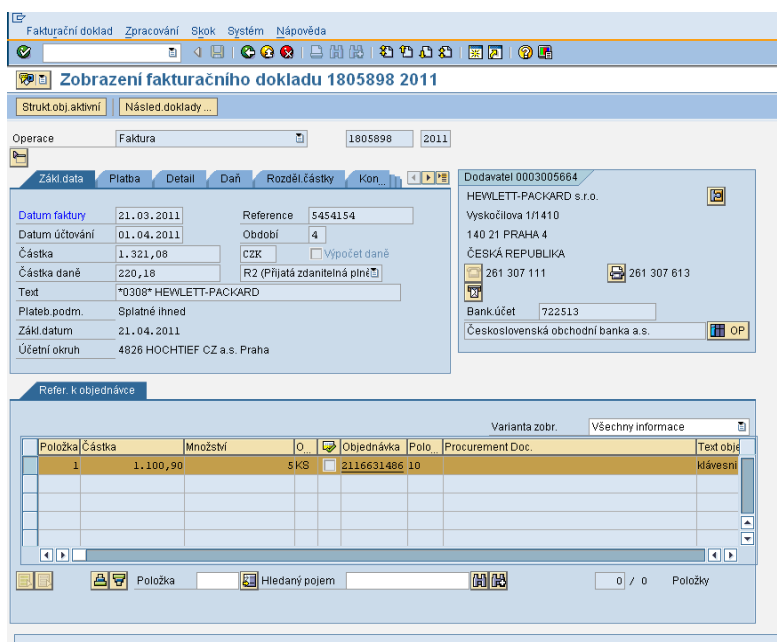 Fakturační doklad Zpracování Skok Systém Nápověda
Zobrazení fakturačního dokladu 1805898 2011
Strukt.obj.aktivní Násled.doklady ...
Operace Faktura 1805898 2011
Zákl.data Platba Detail Daň Rozděl.částky Kon...
Datum faktury 21.03.2011 Reference 5454154
Datum účtování 01.04.2011 Období 4
Částka 1.321,08 CZK Výpočet daně
Částka daně 220,18 R2 (Přijatá zdanitelná plně
Text *0308* HEWLETT-PACKARD
Plateb.podm. Splatné ihned
Zákl.datum 21.04.2011
Účetní okruh 4826 HOCHTIEF CZ a.s. Praha
Dodavatel 0003005664
HEWLETT-PACKARD s.r.o.
Vyskočilova 1/1410
140 21 PRAHA 4
ČESKÁ REPUBLIKA
261 307 111 261 307 613
Bank.účet 722513
Československá obchodní banka a.s. OP
Refer. k objednávce
Varianta zobr. Všechny informace
Položka Částka Množství O... Objednávka Polo... Procurement Doc. Text obje
1 1.100,90 5 KS 2116631486 10 klávesni
Položka Hledaný pojem 0 / 0 Položky